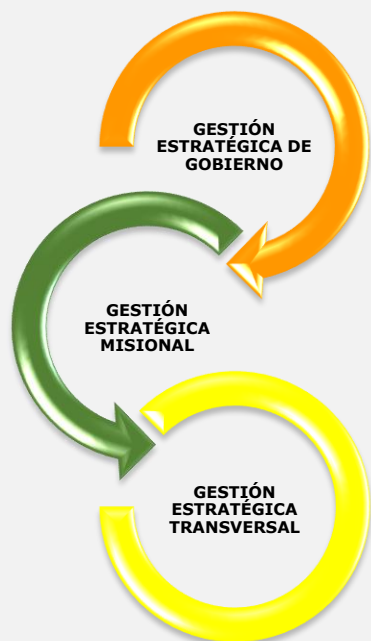 GESTIÓN
ESTRATÉGICA DE
GOBIERNO
GESTIÓN
ESTRATÉGICA
MISIONAL
GESTIÓN
ESTRATÉGICA
TRANSVERSAL